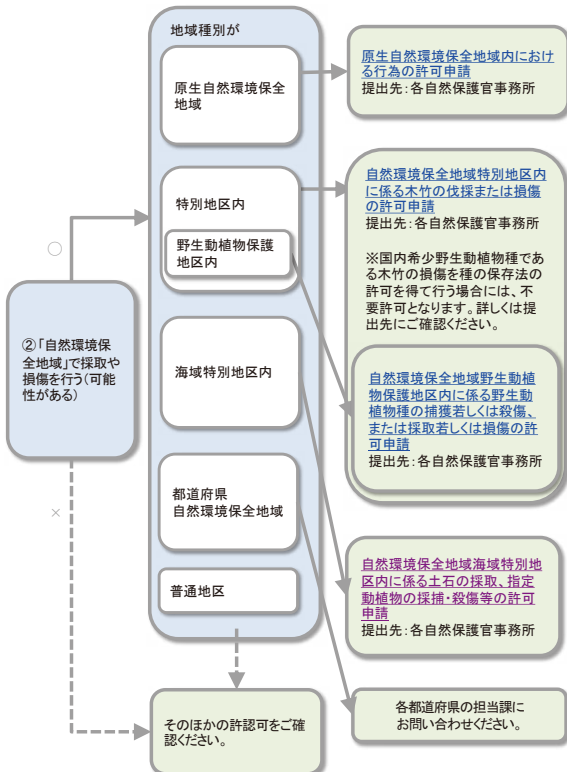 地域種別が
原生自然環境保全
地域
原生自然環境保全地域内におけ
る行為の許可申請
提出先：各自然保護官事務所
特別地区内
野生動植物保護
地区内
自然環境保全地域特別地区内
に係る木竹の伐採または損傷の
許可申請
提出先：各自然保護官事務所
※国内希少野生動植物種であ
る木竹の損傷を種の保存法の
許可を得て行う場合には、不
要許可となります。詳しくは提
出先にご確認ください。
○
②「自然環境保
全地域」で採取や
損傷を行う（可能
性がある）
×
海域特別地区内
自然環境保全地域野生動植
物保護地区内に係る野生動
植物種の捕獲若しくは殺傷、
または採取若しくは損傷の許
可申請
提出先：各自然保護官事務所
都道府県
自然環境保全地域
普通地区
自然環境保全地域海域特別地
区内に係る土石の採取、指定
動植物の採捕・殺傷等の許可
申請
提出先：各自然保護官事務所
そのほかの許認可をご確
認ください。
各都道府県の担当課に
お問い合わせください。